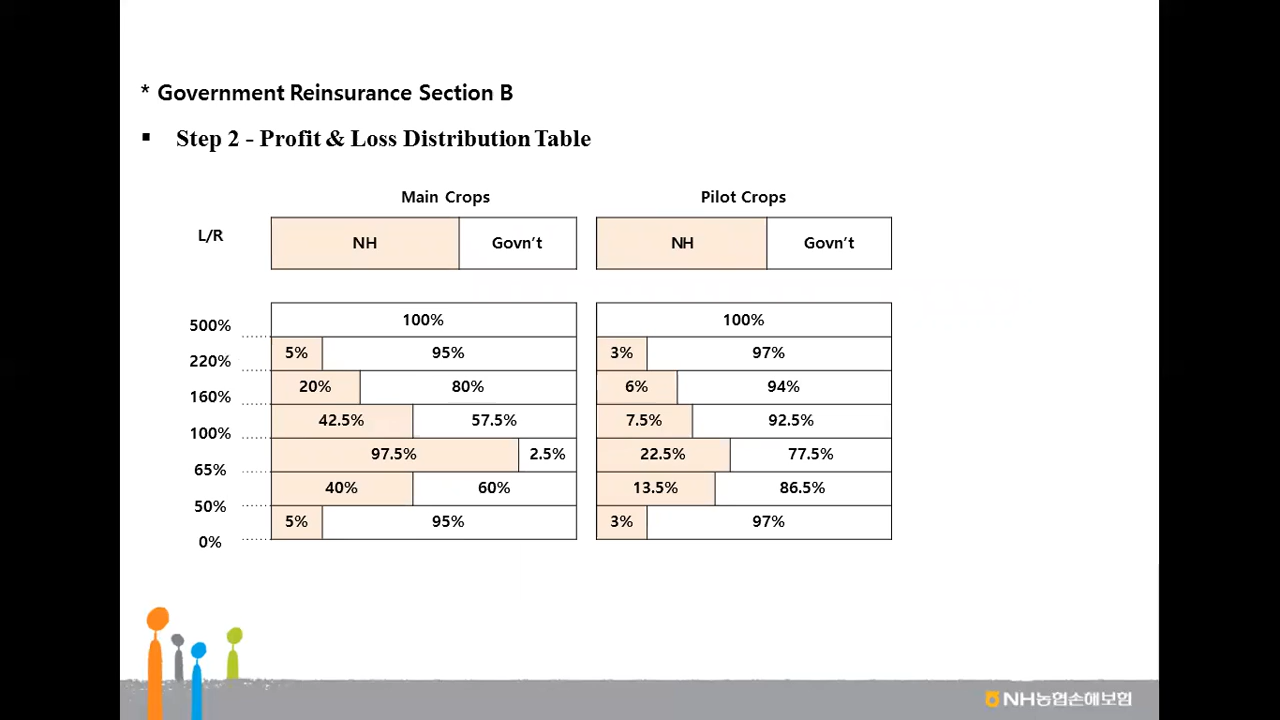 * Government Reinsurance Section B
▪ Step 2 - Profit & Loss Distribution Table
Main Crops Pilot Crops
L/R NH Govn’t NH Govn’t
500% 100% 100%
220% 5% 95% 3% 97%
160% 20% 80% 6% 94%
100% 42.5% 57.5% 7.5% 92.5%
65% 97.5% 2.5% 22.5% 77.5%
50% 40% 60% 13.5% 86.5%
0% 5% 95% 3% 97%
NH농협손해보험